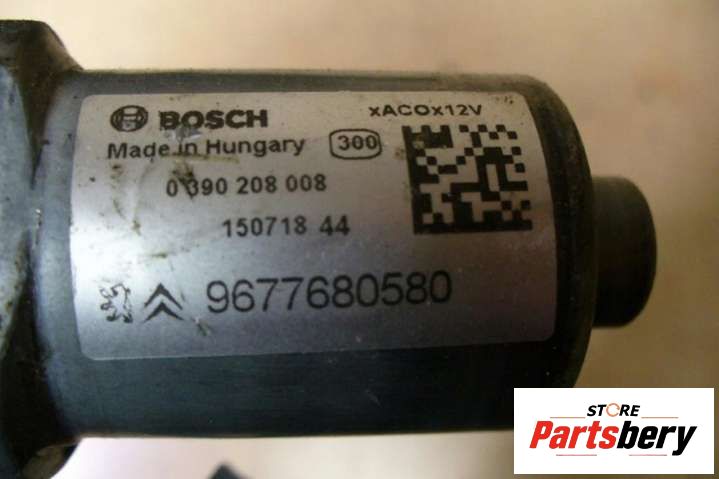 BOSCH
xACOx12V
Made in Hungary
300
0 390 208 008
150718 44
9677680580
STORE
Partsbery